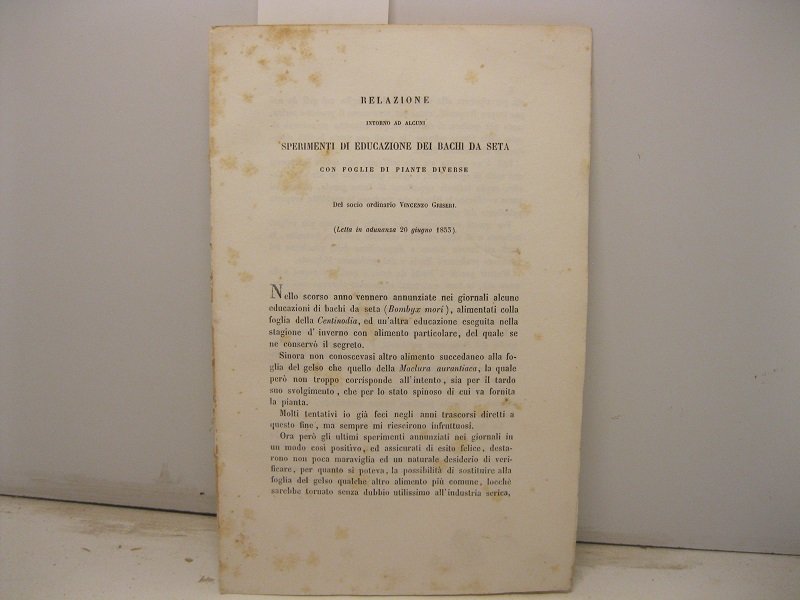 RELAZIONE
INTORNO AD ALCUNI
SPERIMENTI DI EDUCAZIONE DEI BACHI DA SETA
CON FOGLIE DI PIANTE DIVERSE
Del socio ordinario VINCENZO GRISERI.
(Letta in adunanza 20 giugno 1853).
Nello scorso anno vennero annunziate nei giornali alcune
educazioni di bachi da seta (Bombyx mori), alimentati colla
foglia della Centinodia, ed un'altra educazione eseguita nella
stagione d'inverno con alimento particolare, del quale se
ne conservò il segreto.
Sinora non conoscevasi altro alimento succedaneo alla fo-
glia del gelso che quello della Maclura aurantiaca, la quale
però non troppo corrisponde all'intento, sia per il tardo
suo svolgimento, che per lo stato spinoso di cui va fornita
la pianta.
Molti tentativi io già feci negli anni trascorsi diretti a
questo fine, ma sempre mi riescirono infruttuosi.
Ora però gli ultimi sperimenti annunziati nei giornali in
un modo così positivo, ed assicurati di esito felice, desta-
rono non poca maraviglia ed un naturale desiderio di veri-
ficare, per quanto si poteva, la possibilità di sostituire alla
foglia del gelso qualche altro alimento più comune, locchè
sarebbe tornato senza dubbio utilissimo all'industria serica,